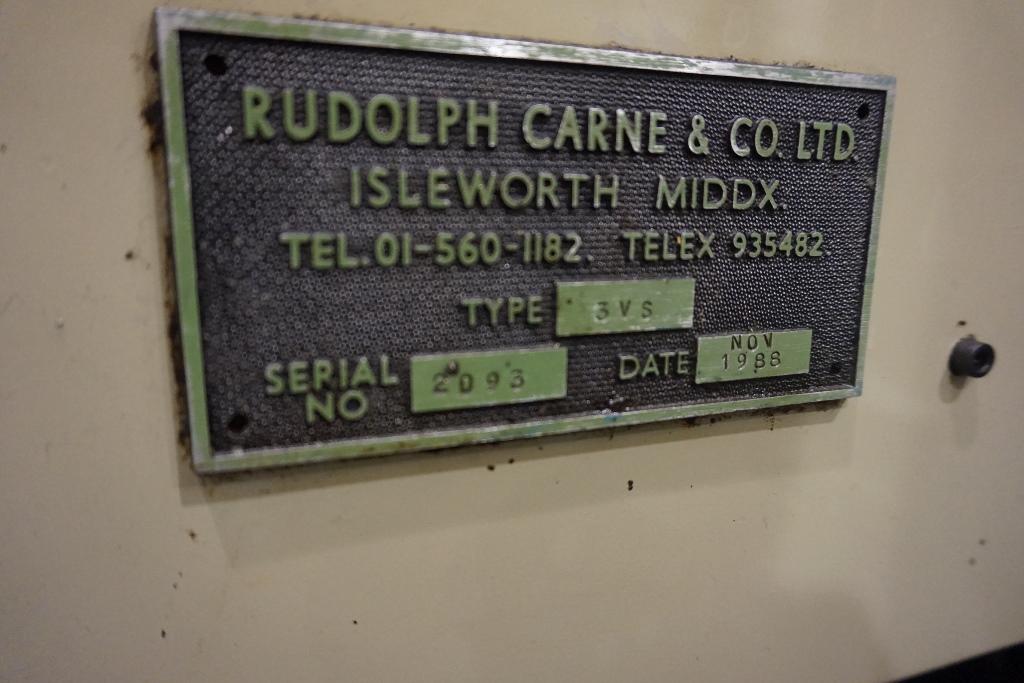 RUDOLPH CARNE & CO. LTD.
ISLEWORTH MIDDX.
TEL. 01-560-1182. TELEX 935482.
TYPE 3VS
SERIAL NO 2093
DATE NOV 1988